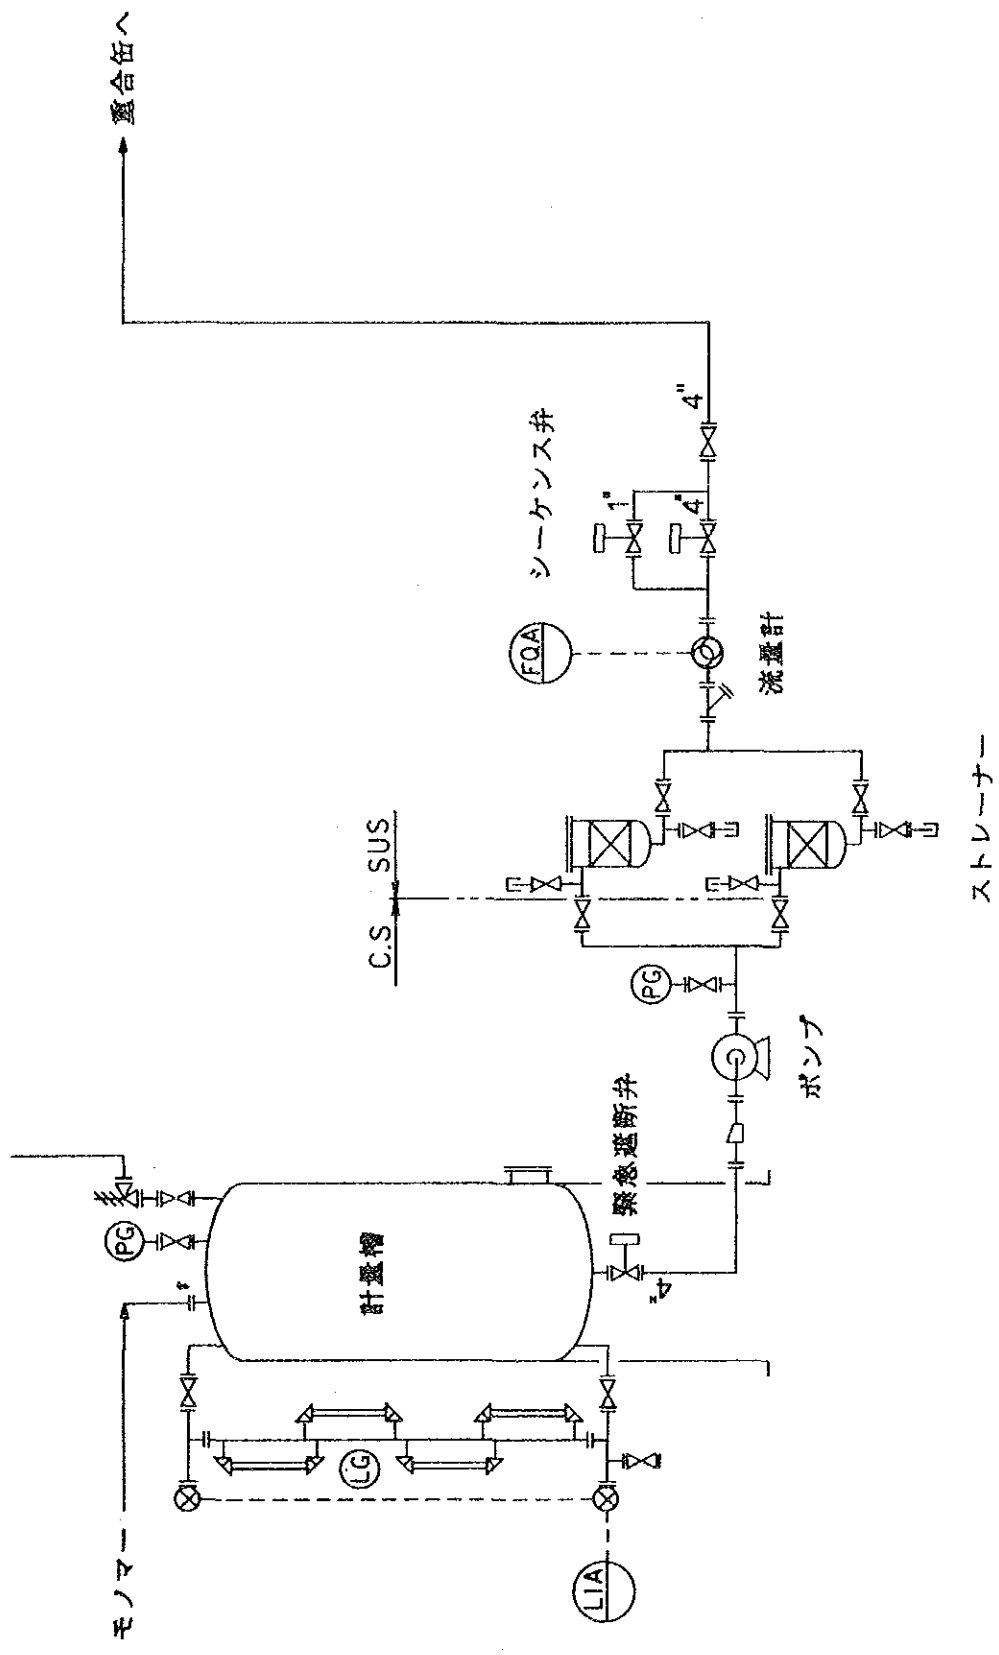 モノマー
LIA
LG
PG
計量槽
緊急遮断弁
4"
ポンプ
PG
C.S
SUS
ストレーナー
FQA
流量計
シーケンス弁
1"
4"
4"
重合缶へ